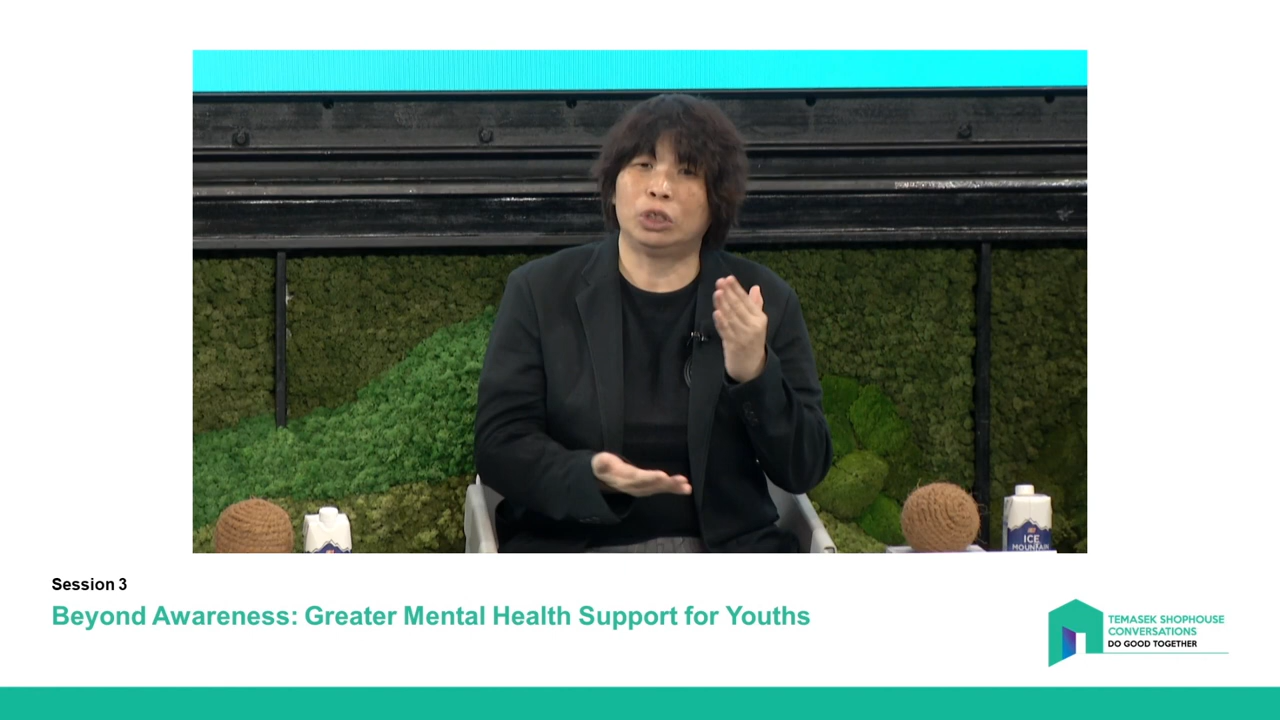 ICE
MOUNTAIN
Session 3
Beyond Awareness: Greater Mental Health Support for Youths
TEMASEK SHOPHOUSE
CONVERSATIONS
DO GOOD TOGETHER